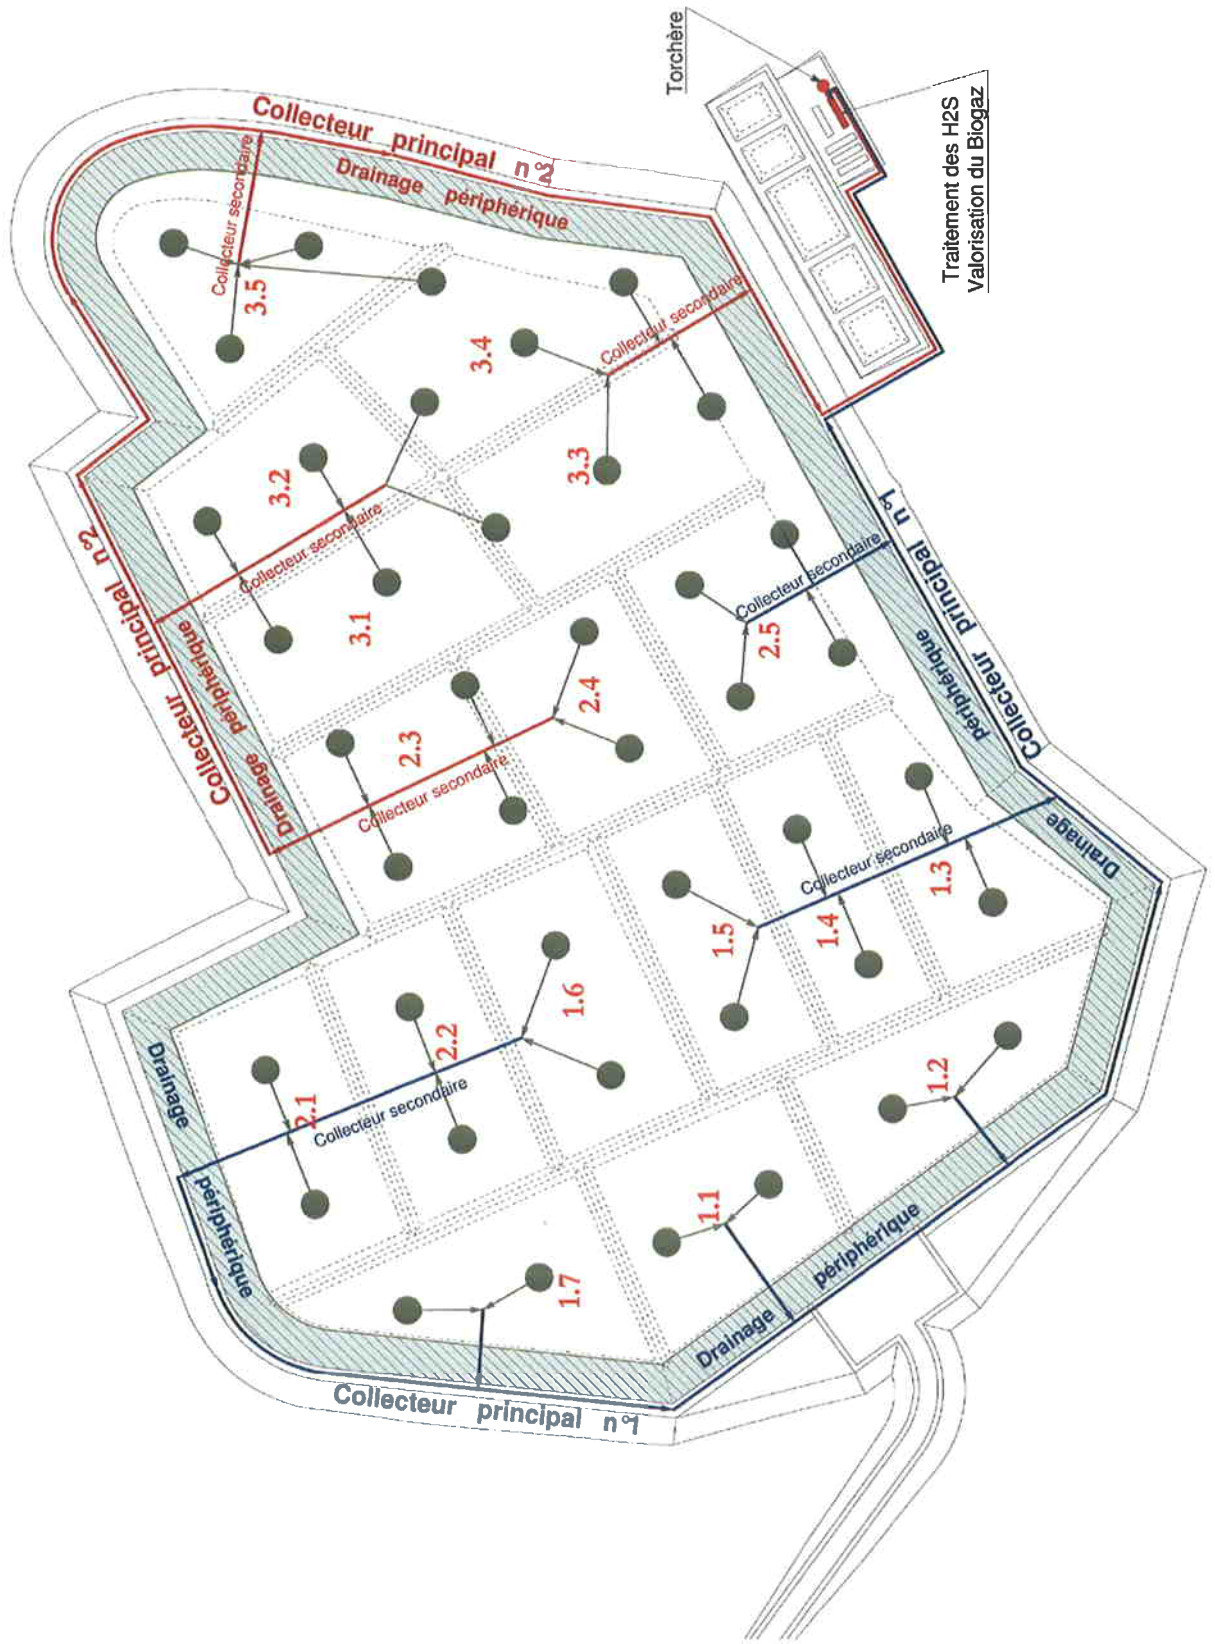 Torchère
Traitement des H2S
Valorisation du Biogaz
Collecteur principal n°2
Drainage périphérique
Collecteur secondaire
3.5
3.4
Collecteur secondaire
3.3
3.2
Collecteur secondaire
3.1
Collecteur principal n°2
Drainage périphérique
2.3
Collecteur secondaire
2.4
Collecteur secondaire
2.5
Collecteur principal n°1
périphérique
Drainage
Collecteur secondaire
1.3
1.4
1.5
1.6
2.2
Collecteur secondaire
2.1
Drainage
périphérique
1.2
1.1
1.7
Drainage périphérique
Collecteur principal n°1